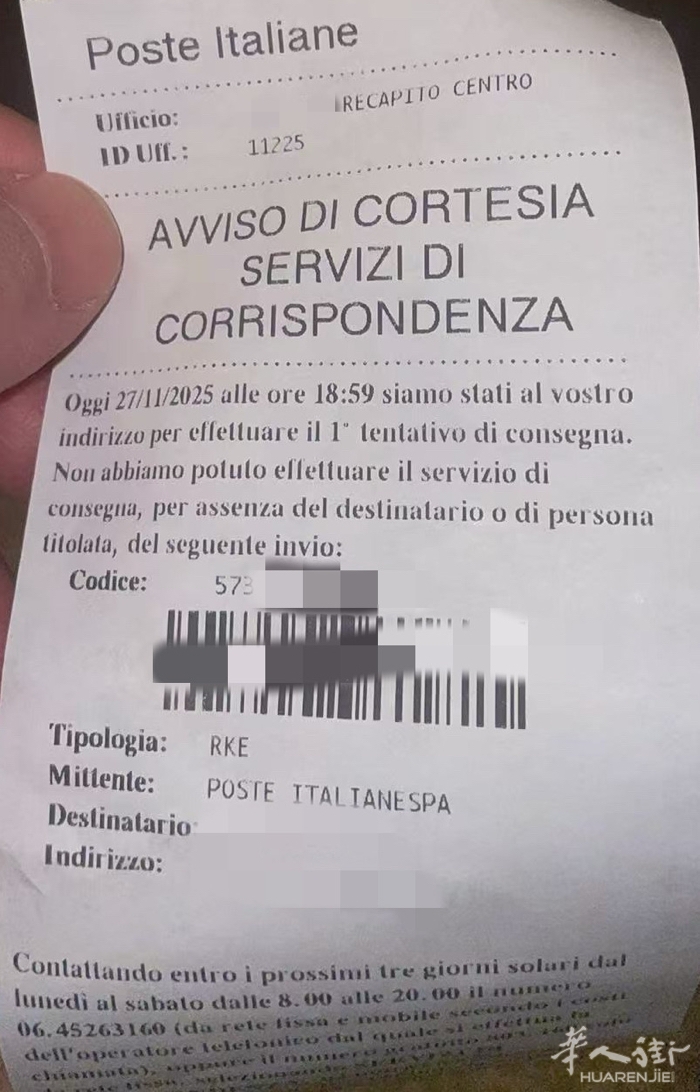 Poste Italiane
Ufficio: RECAPITO CENTRO
ID Uff.: 11225
AVVISO DI CORTESIA
SERVIZI DI
CORRISPONDENZA
Oggi 27/11/2025 alle ore 18:59 siamo stati al vostro
indirizzo per effettuare il 1° tentativo di consegna.
Non abbiamo potuto effettuare il servizio di
consegna, per assenza del destinatario o di persona
titolata, del seguente invio:
Codice: 573
Tipologia: RKE
Mittente: POSTE ITALIANESPA
Destinatario
Indirizzo:
Contattando entro i prossimi tre giorni solari dal
lunedì al sabato dalle 8.00 alle 20.00 il numero
06.45263160 (da rete fissa e mobile secondo i costi
dell'operatore telefonico dal quale si effettua la
chiamata), oppure il numero
华人街
HUARENJIE